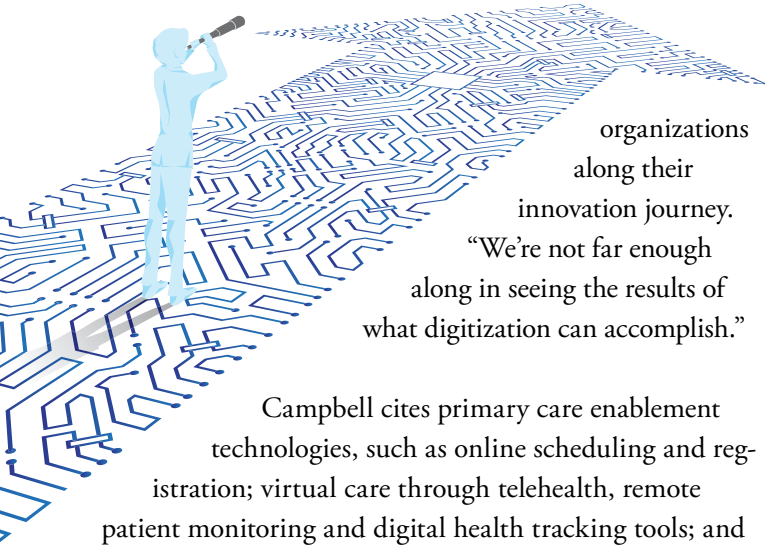 organizations
along their
innovation journey.
“We’re not far enough
along in seeing the results of
what digitization can accomplish.”
Campbell cites primary care enablement
technologies, such as online scheduling and reg-
istration; virtual care through telehealth, remote
patient monitoring and digital health tracking tools; and